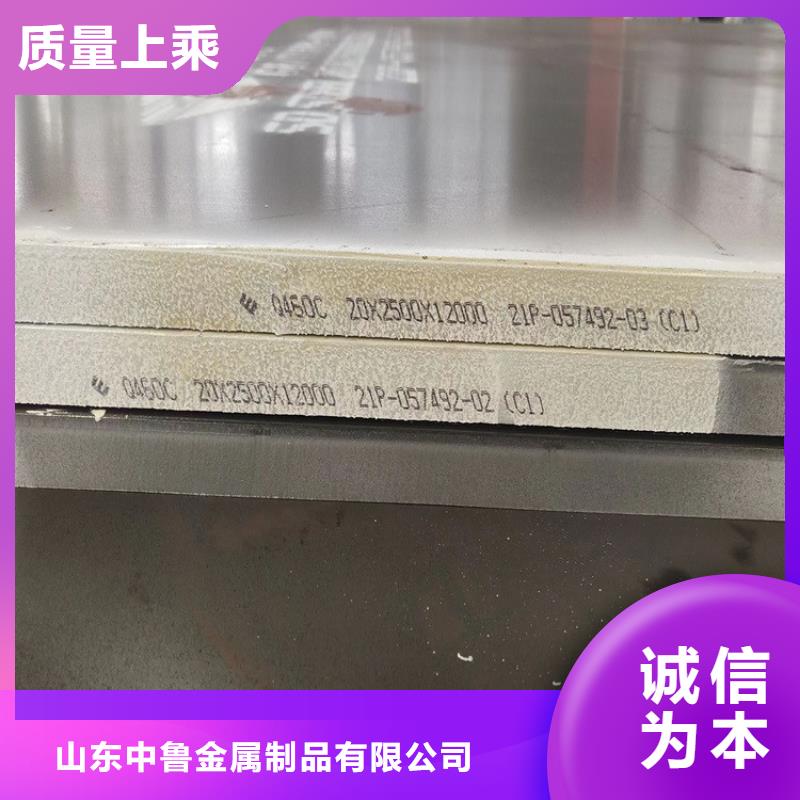 质量上乘
Q460C 20X2500X12000 21P-057492-03 (C1)
Q460C 20X2500X12000 21P-057492-02 (C1)
诚信
为本
山东中鲁金属制品有限公司